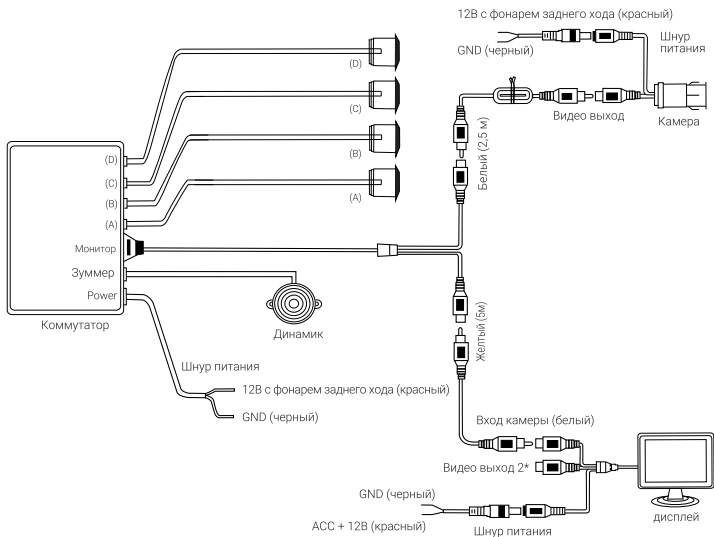 12В с фонарем заднего хода (красный)
Шнур
питания
GND (черный)
(D)
(C)
Видео выход
Камера
Белый (2,5 м)
(B)
(A)
(D)
(C)
(B)
(A)
Монитор
Зуммер
Power
Коммутатор
Динамик
Желтый (5м)
Шнур питания
12В с фонарем заднего хода (красный)
GND (черный)
Вход камеры (белый)
Видео выход 2*
GND (черный)
ACC + 12В (красный)
Шнур питания
дисплей